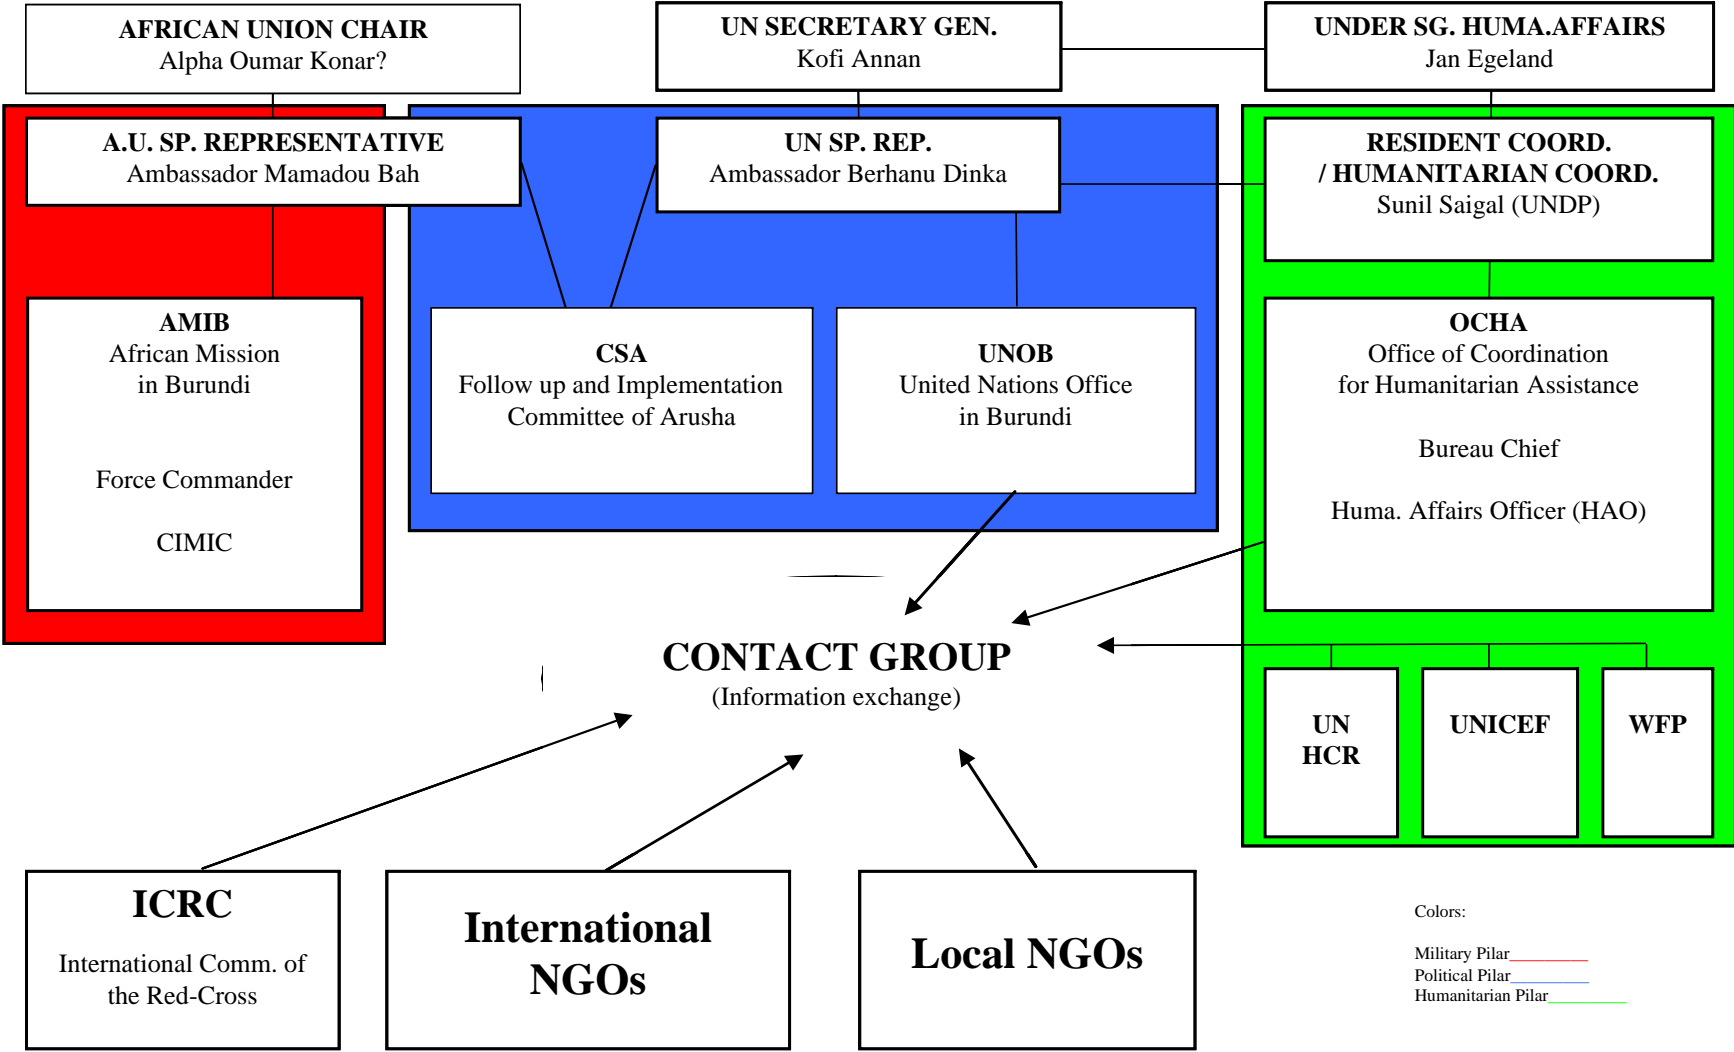 AFRICAN UNION CHAIR
Alpha Oumar Konar?
UN SECRETARY GEN.
Kofi Annan
UNDER SG. HUMA.AFFAIRS
Jan Egeland
A.U. SP. REPRESENTATIVE
Ambassador Mamadou Bah
UN SP. REP.
Ambassador Berhanu Dinka
RESIDENT COORD.
/ HUMANITARIAN COORD.
Sunil Saigal (UNDP)
AMIB
African Mission
in Burundi
Force Commander
CIMIC
CSA
Follow up and Implementation
Committee of Arusha
UNOB
United Nations Office
in Burundi
OCHA
Office of Coordination
for Humanitarian Assistance
Bureau Chief
Huma. Affairs Officer (HAO)
CONTACT GROUP
(Information exchange)
UN
HCR
UNICEF
WFP
ICRC
International Comm. of
the Red-Cross
International
NGOs
Local NGOs
Colors:
Military Pilar
Political Pilar
Humanitarian Pilar